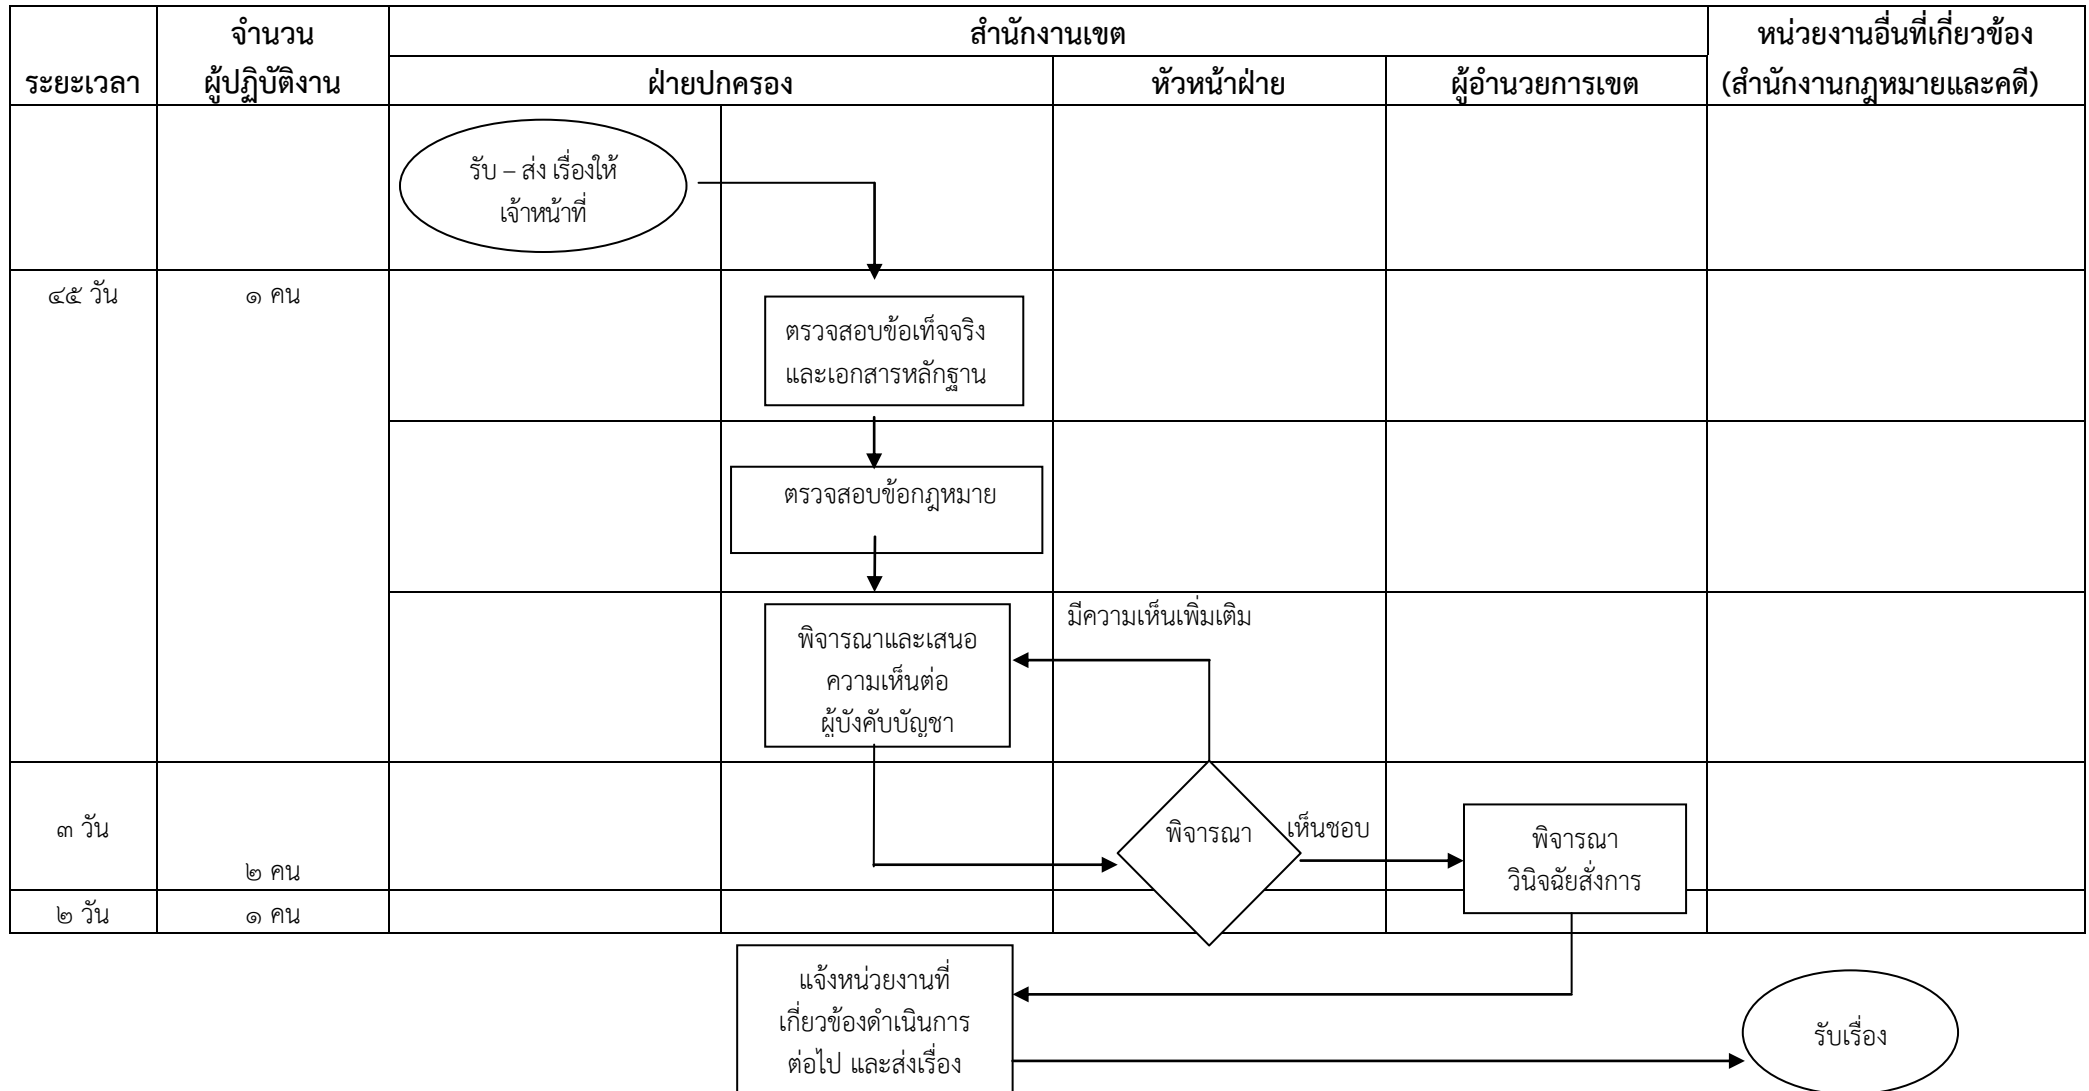 ระยะเวลา
จำนวน
ผู้ปฏิบัติงาน
สำนักงานเขต
หน่วยงานอื่นที่เกี่ยวข้อง
(สำนักงานกฎหมายและคดี)
ฝ่ายปกครอง
หัวหน้าฝ่าย
ผู้อำนวยการเขต
รับ – ส่ง เรื่องให้
เจ้าหน้าที่
๔๕ วัน
๑ คน
ตรวจสอบข้อเท็จจริง
และเอกสารหลักฐาน
ตรวจสอบข้อกฎหมาย
พิจารณาและเสนอ
ความเห็นต่อ
ผู้บังคับบัญชา
มีความเห็นเพิ่มเติม
๓ วัน
๒ คน
พิจารณา
เห็นชอบ
พิจารณา
วินิจฉัยสั่งการ
๒ วัน
๑ คน
แจ้งหน่วยงานที่
เกี่ยวข้องดำเนินการ
ต่อไป และส่งเรื่อง
รับเรื่อง